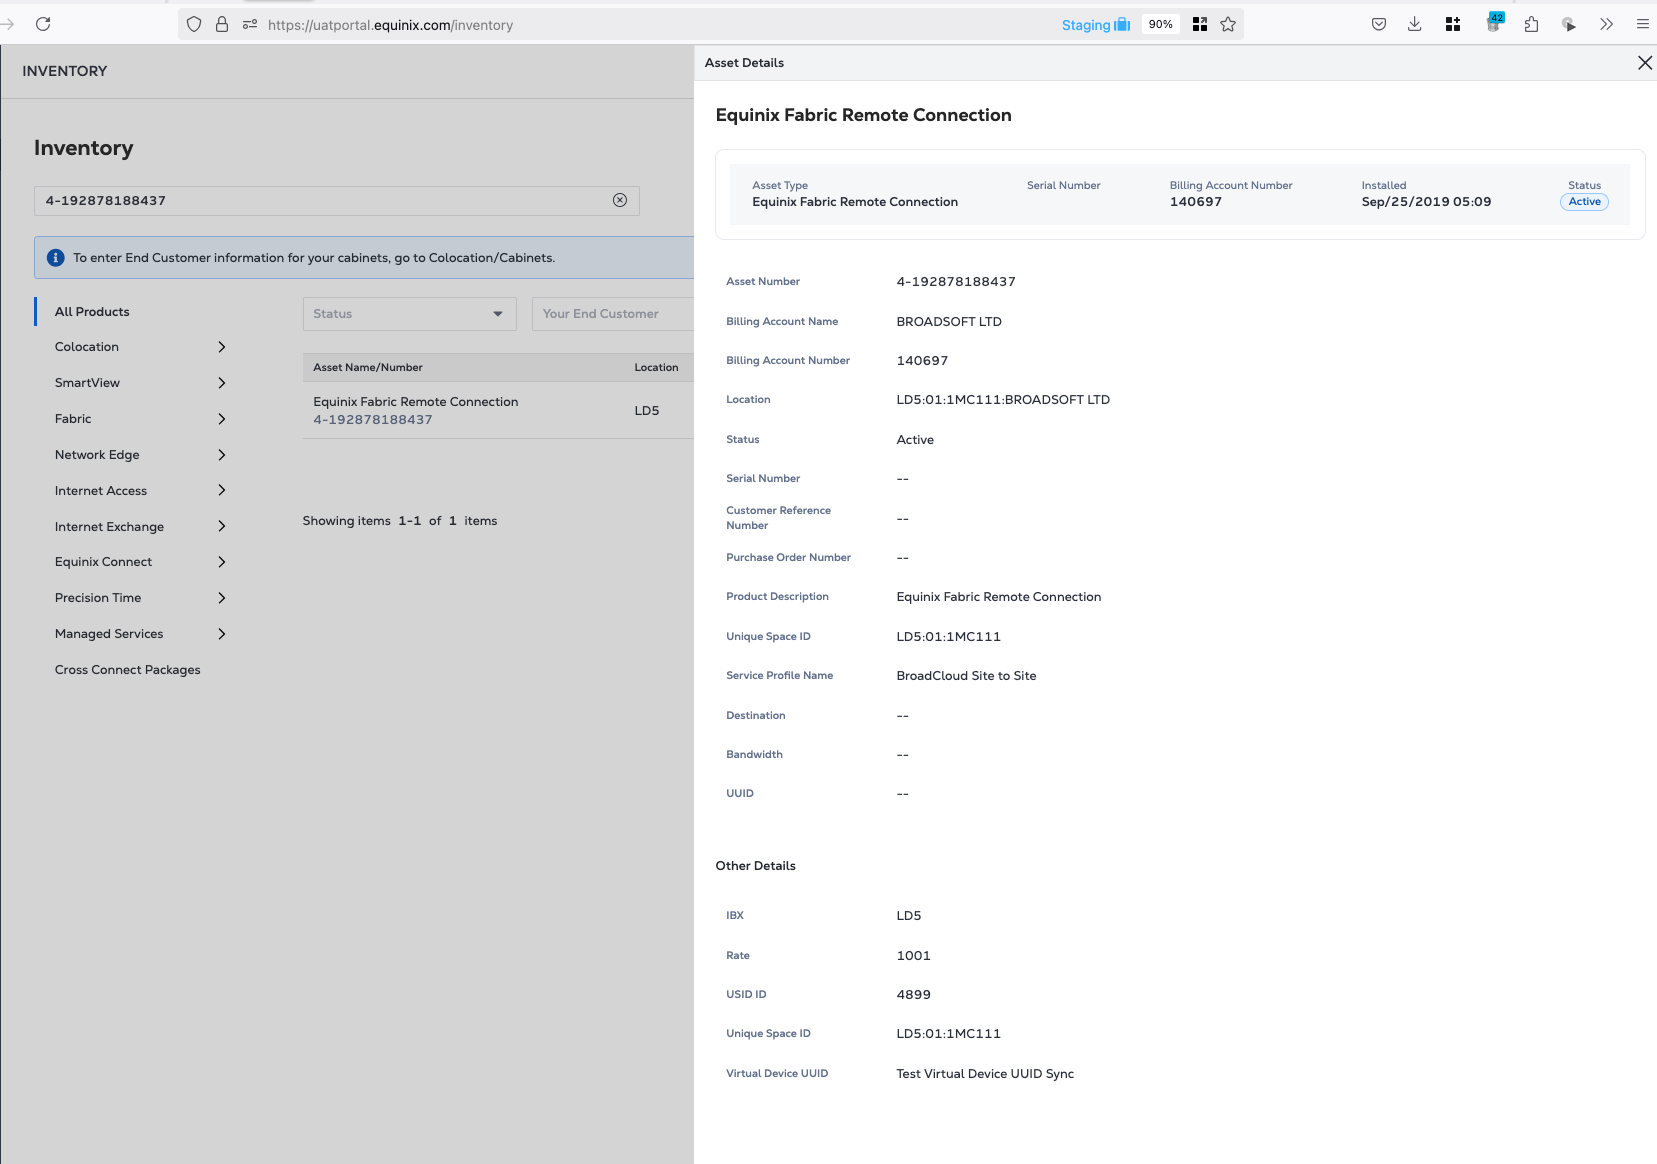 https://uatportal.equinix.com/inventory
Staging
90%
42
INVENTORY
Inventory
4-192878188437
To enter End Customer information for your cabinets, go to Colocation/Cabinets.
All Products
Colocation
SmartView
Fabric
Network Edge
Internet Access
Internet Exchange
Equinix Connect
Precision Time
Managed Services
Cross Connect Packages
Status
Your End Customer
Asset Name/Number
Location
Equinix Fabric Remote Connection
4-192878188437
LD5
Showing items 1-1 of 1 items
Asset Details
Equinix Fabric Remote Connection
Asset Type
Equinix Fabric Remote Connection
Serial Number
Billing Account Number
140697
Installed
Sep/25/2019 05:09
Status
Active
Asset Number 4-192878188437
Billing Account Name BROADSOFT LTD
Billing Account Number 140697
Location LD5:01:1MC111:BROADSOFT LTD
Status Active
Serial Number --
Customer Reference
Number --
Purchase Order Number --
Product Description Equinix Fabric Remote Connection
Unique Space ID LD5:01:1MC111
Service Profile Name BroadCloud Site to Site
Destination --
Bandwidth --
UUID --
Other Details
IBX LD5
Rate 1001
USID ID 4899
Unique Space ID LD5:01:1MC111
Virtual Device UUID Test Virtual Device UUID Sync